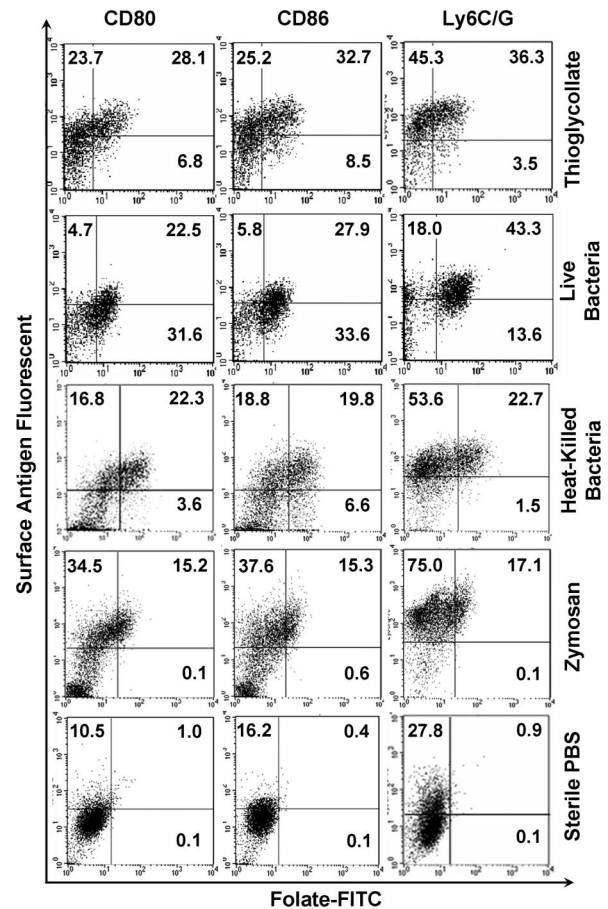 CD80 CD86 Ly6C/G
23.7 28.1 25.2 32.7 45.3 36.3
6.8 8.5 3.5
Thioglycollate
4.7 22.5 5.8 27.9 18.0 43.3
31.6 33.6 13.6
Live
Bacteria
16.8 22.3 18.8 19.8 53.6 22.7
3.6 6.6 1.5
Heat-Killed
Bacteria
34.5 15.2 37.6 15.3 75.0 17.1
0.1 0.6 0.1
Zymosan
10.5 1.0 16.2 0.4 27.8 0.9
0.1 0.1 0.1
Sterile PBS
Surface Antigen Fluorescent
Folate-FITC